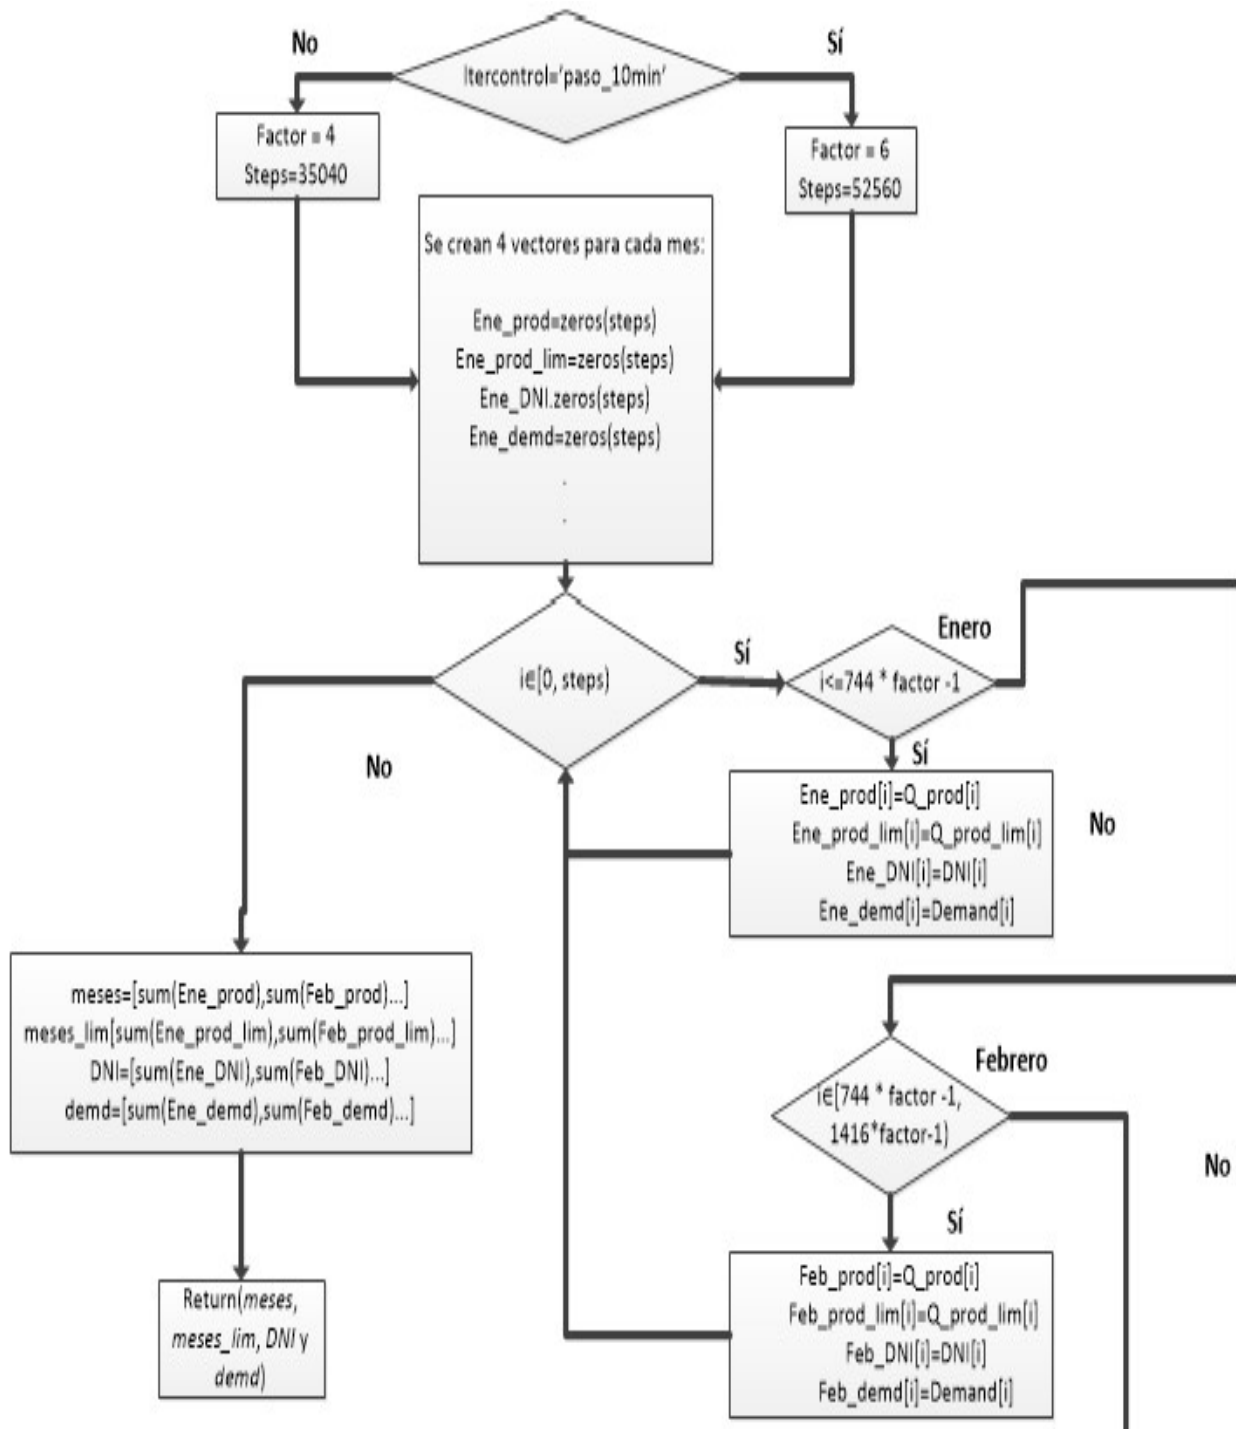 No
Sí
Itercontrol='paso_10min'
Factor = 4
Steps=35040
Factor = 6
Steps=52560
Se crean 4 vectores para cada mes:
Ene_prod=zeros(steps)
Ene_prod_lim=zeros(steps)
Ene_DNI.zeros(steps)
Ene_demd=zeros(steps)
.
.
i∈[0, steps)
Sí
Enero
i<=744 * factor -1
No
Sí
Ene_prod[i]=Q_prod[i]
Ene_prod_lim[i]=Q_prod_lim[i]
Ene_DNI[i]=DNI[i]
Ene_demd[i]=Demand[i]
No
meses=[sum(Ene_prod),sum(Feb_prod)...]
meses_lim[sum(Ene_prod_lim),sum(Feb_prod_lim)...]
DNI=[sum(Ene_DNI),sum(Feb_DNI)...]
demd=[sum(Ene_demd),sum(Feb_demd)...]
Febrero
i∈[744 * factor -1,
1416*factor-1)
No
Sí
Feb_prod[i]=Q_prod[i]
Feb_prod_lim[i]=Q_prod_lim[i]
Feb_DNI[i]=DNI[i]
Feb_demd[i]=Demand[i]
Return(meses,
meses_lim, DNI y
demd)